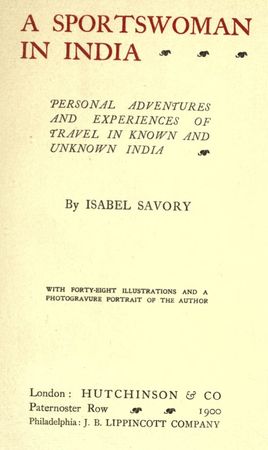 A SPORTSWOMAN
IN INDIA
PERSONAL ADVENTURES
AND EXPERIENCES OF
TRAVEL IN KNOWN AND
UNKNOWN INDIA
By ISABEL SAVORY
WITH FORTY-EIGHT ILLUSTRATIONS AND A
PHOTOGRAVURE PORTRAIT OF THE AUTHOR
London: HUTCHINSON & CO
Paternoster Row 1900
Philadelphia: J. B. LIPPINCOTT COMPANY